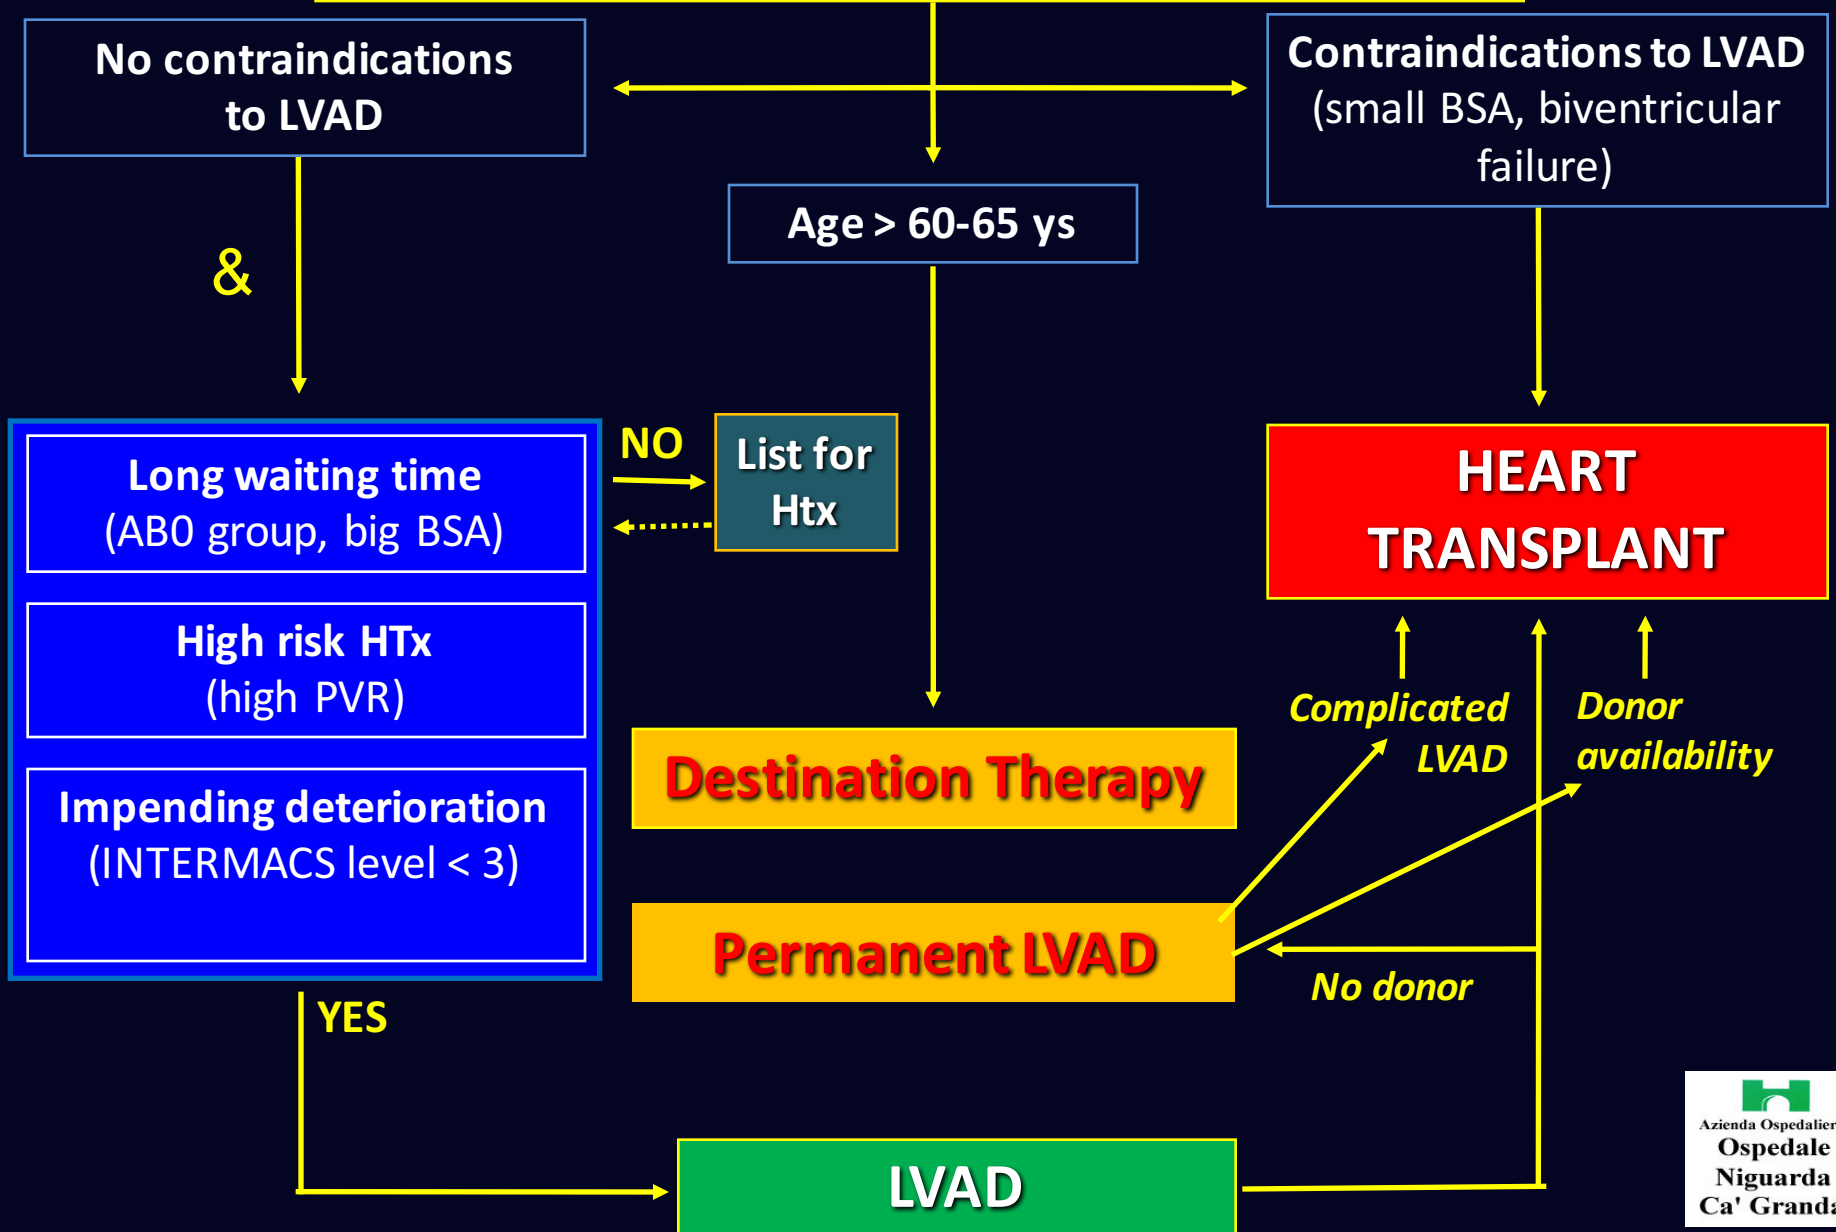 No contraindications
to LVAD
Contraindications to LVAD
(small BSA, biventricular
failure)
Age > 60-65 ys
&
Long waiting time
(AB0 group, big BSA)
NO
List for
Htx
HEART
TRANSPLANT
High risk HTx
(high PVR)
Complicated
LVAD
Donor
availability
Destination Therapy
Impending deterioration
(INTERMACS level < 3)
Permanent LVAD
No donor
YES
LVAD
Azienda Ospedalier
Ospedale
Niguarda
Ca' Granda